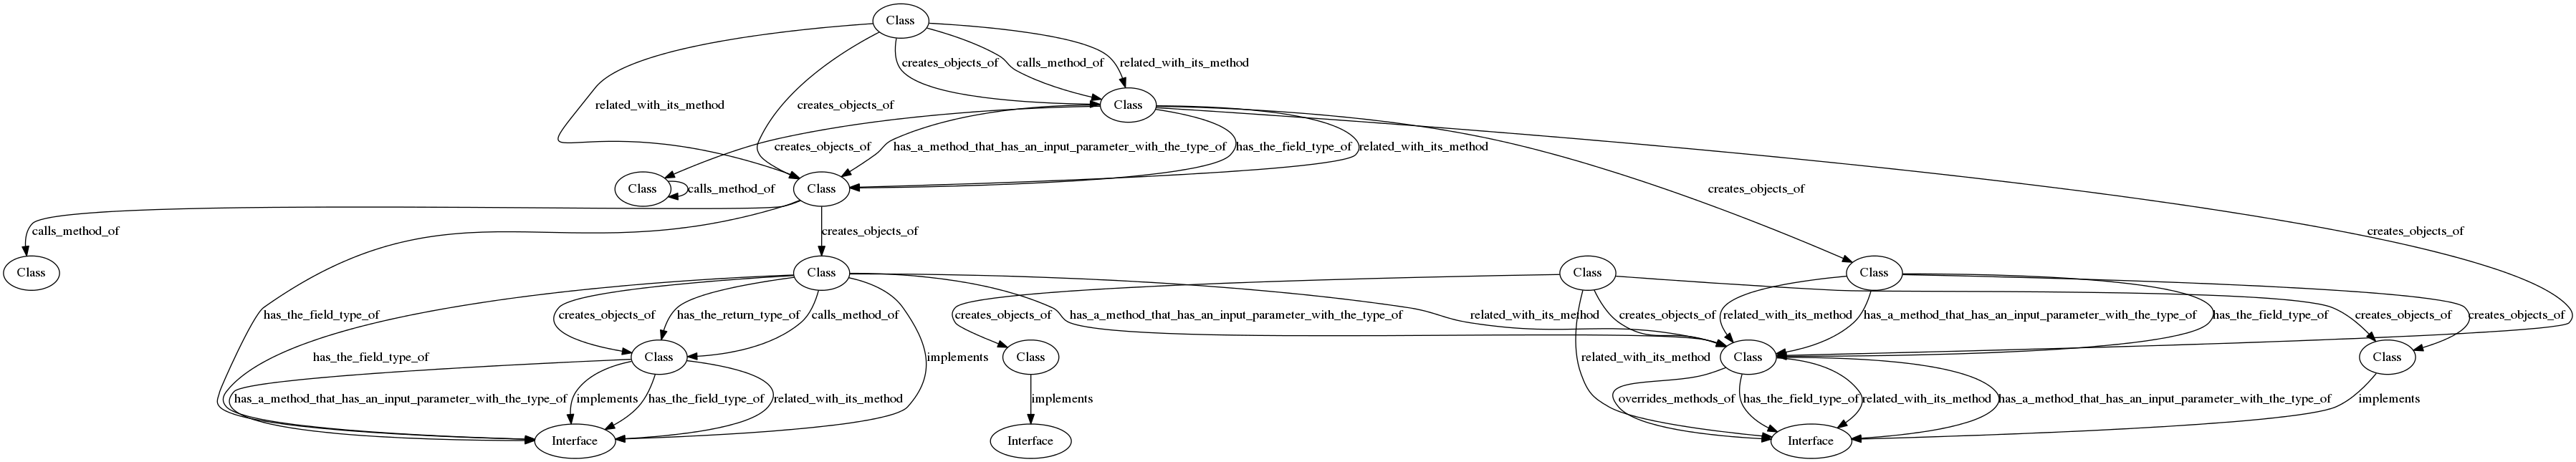 Class
creates_objects_of
calls_method_of
related_with_its_method
related_with_its_method
creates_objects_of
Class
creates_objects_of
has_a_method_that_has_an_input_parameter_with_the_type_of
has_the_field_type_of
related_with_its_method
Class
calls_method_of
Class
creates_objects_of
calls_method_of
creates_objects_of
creates_objects_of
Class
Class
Class
Class
has_the_field_type_of
creates_objects_of
has_the_return_type_of
calls_method_of
has_a_method_that_has_an_input_parameter_with_the_type_of
related_with_its_method
creates_objects_of
creates_objects_of
related_with_its_method
has_a_method_that_has_an_input_parameter_with_the_type_of
has_the_field_type_of
creates_objects_of
creates_objects_of
has_the_field_type_of
Class
implements
Class
related_with_its_method
Class
Class
has_a_method_that_has_an_input_parameter_with_the_type_of
implements
has_the_field_type_of
related_with_its_method
implements
overrides_methods_of
has_the_field_type_of
related_with_its_method
has_a_method_that_has_an_input_parameter_with_the_type_of
implements
Interface
Interface
Interface